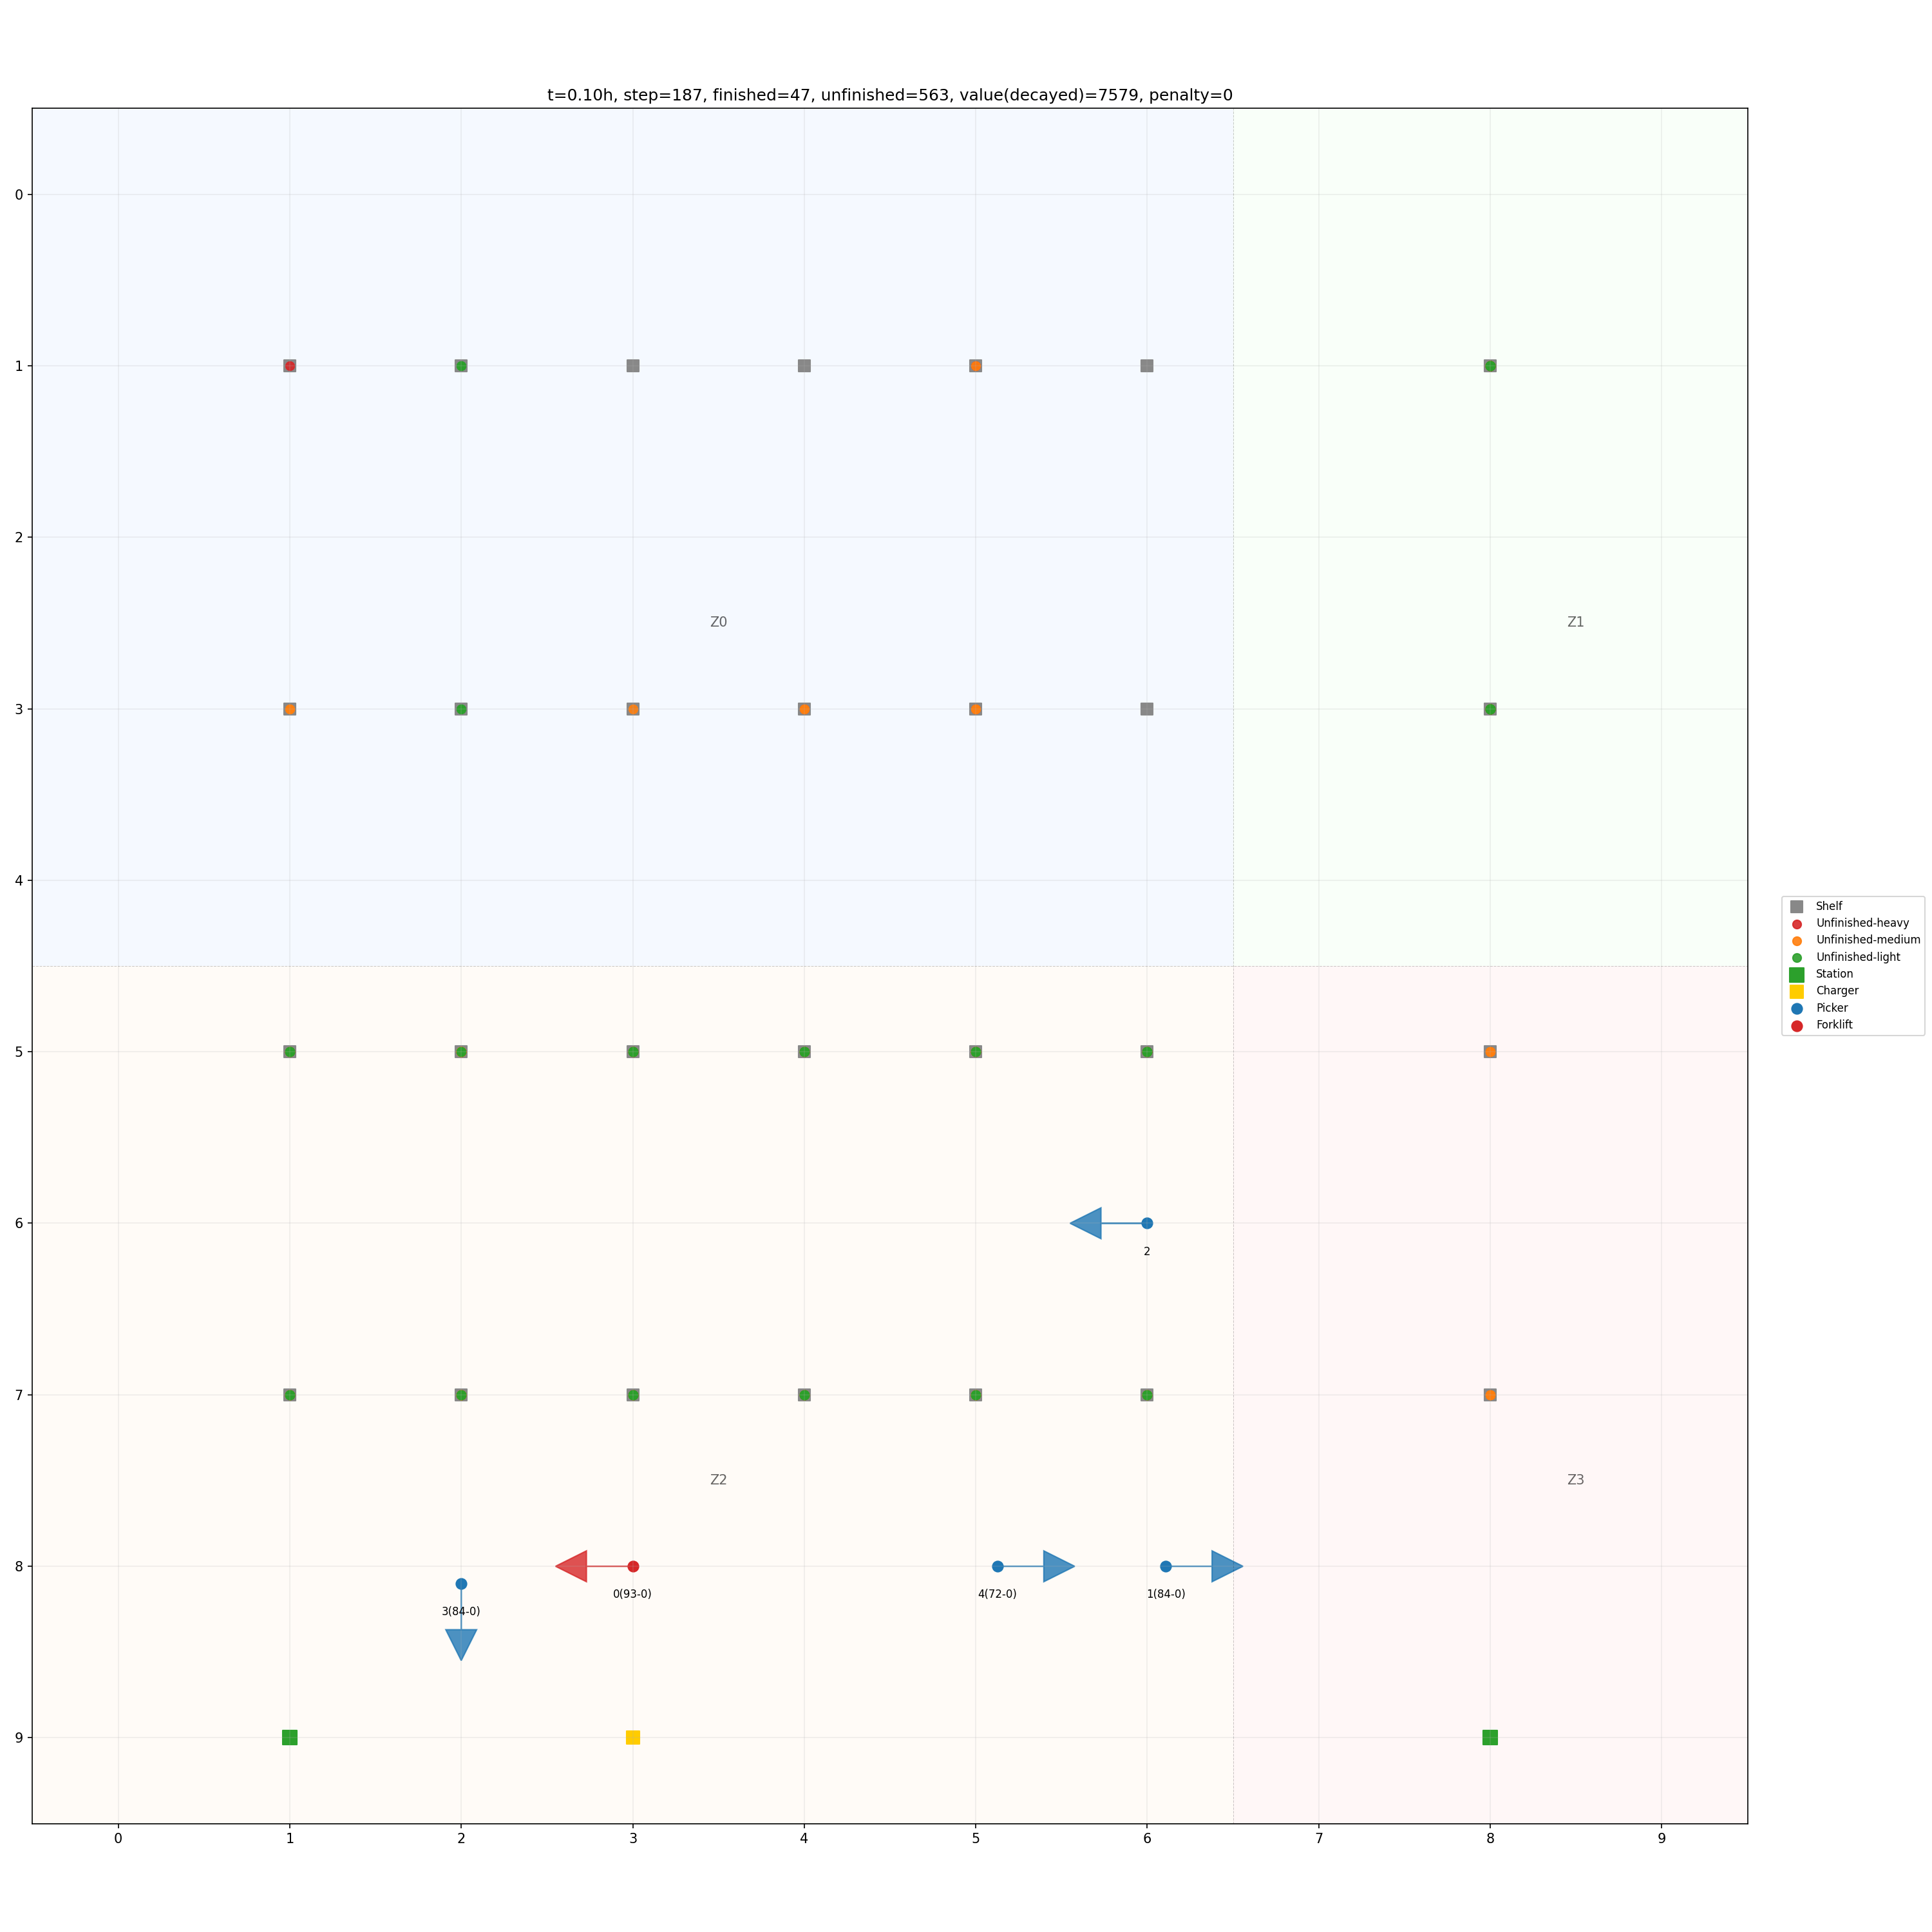 t=0.10h, step=187, finished=47, unfinished=563, value(decayed)=7579, penalty=0
0
1
2
Z0
Z1
3
4
Shelf
Unfinished-heavy
Unfinished-medium
Unfinished-light
Station
Charger
Picker
Forklift
5
6
2
7
Z2
Z3
8
3(84-0)
0(93-0)
4(72-0)
1(84-0)
9
0 1 2 3 4 5 6 7 8 9